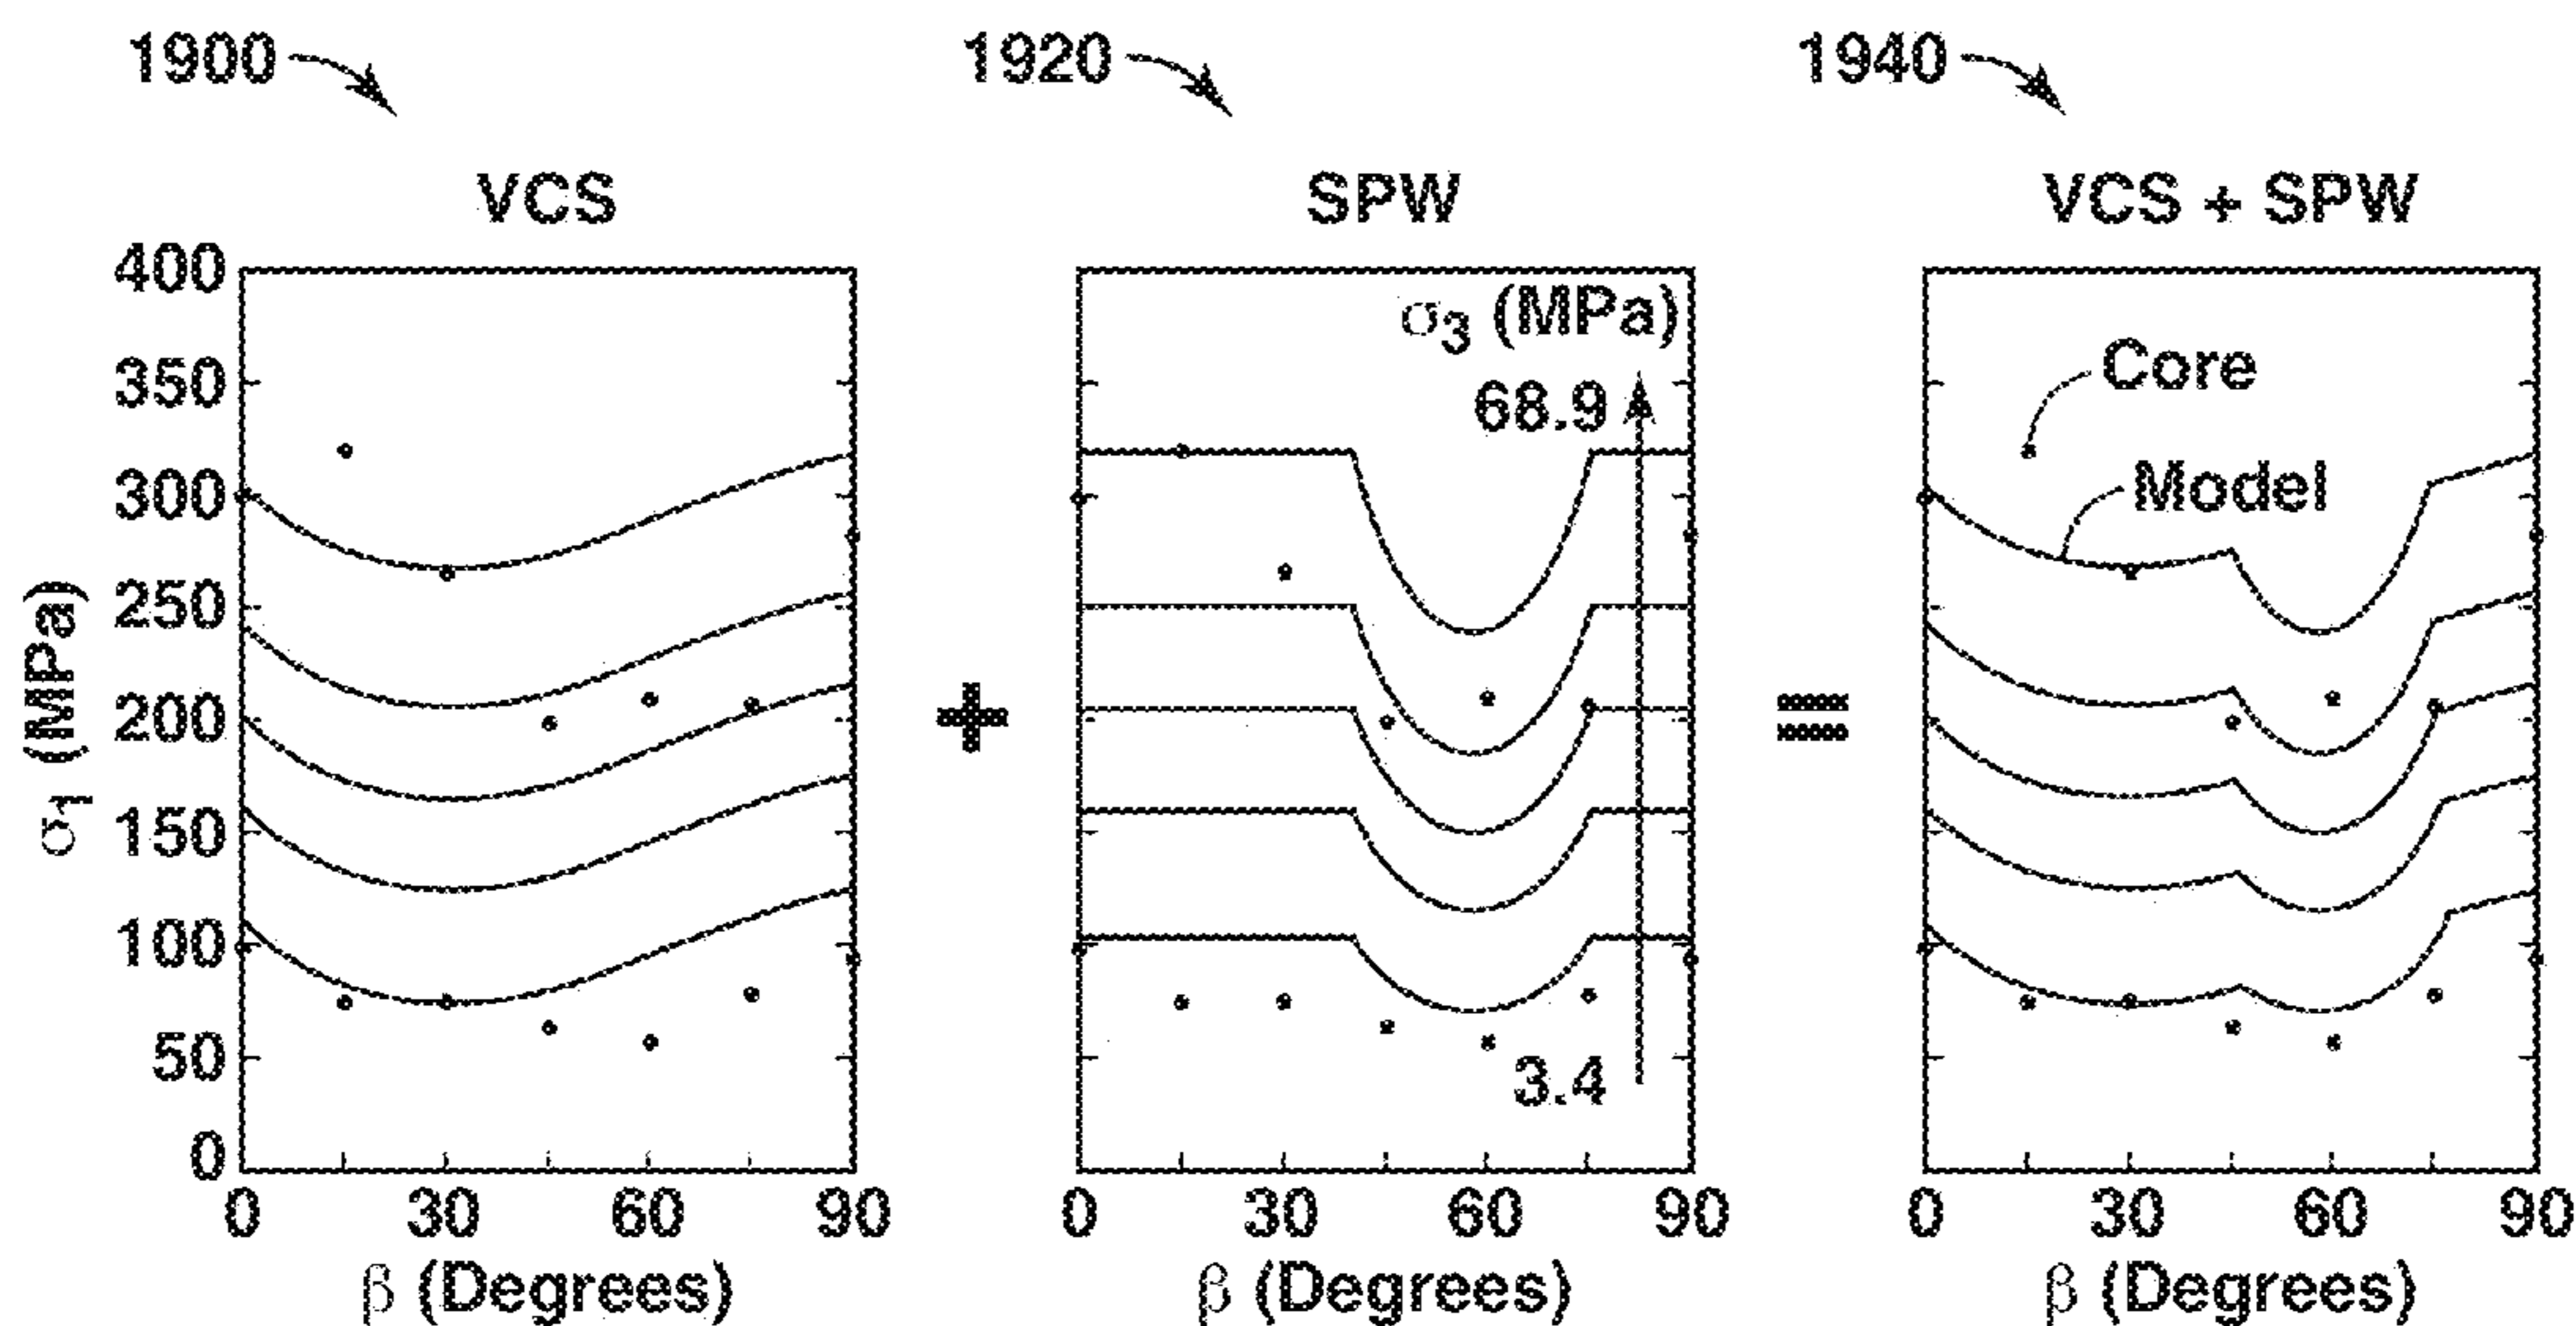 1900
1920
1940
VCS
SPW
VCS + SPW
σ1 (MPa)
400
350
300
250
200
150
100
50
0
0 30 60 90
β (Degrees)
+
σ3 (MPa)
68.9
3.4
0 30 60 90
β (Degrees)
=
Core
Model
0 30 60 90
β (Degrees)